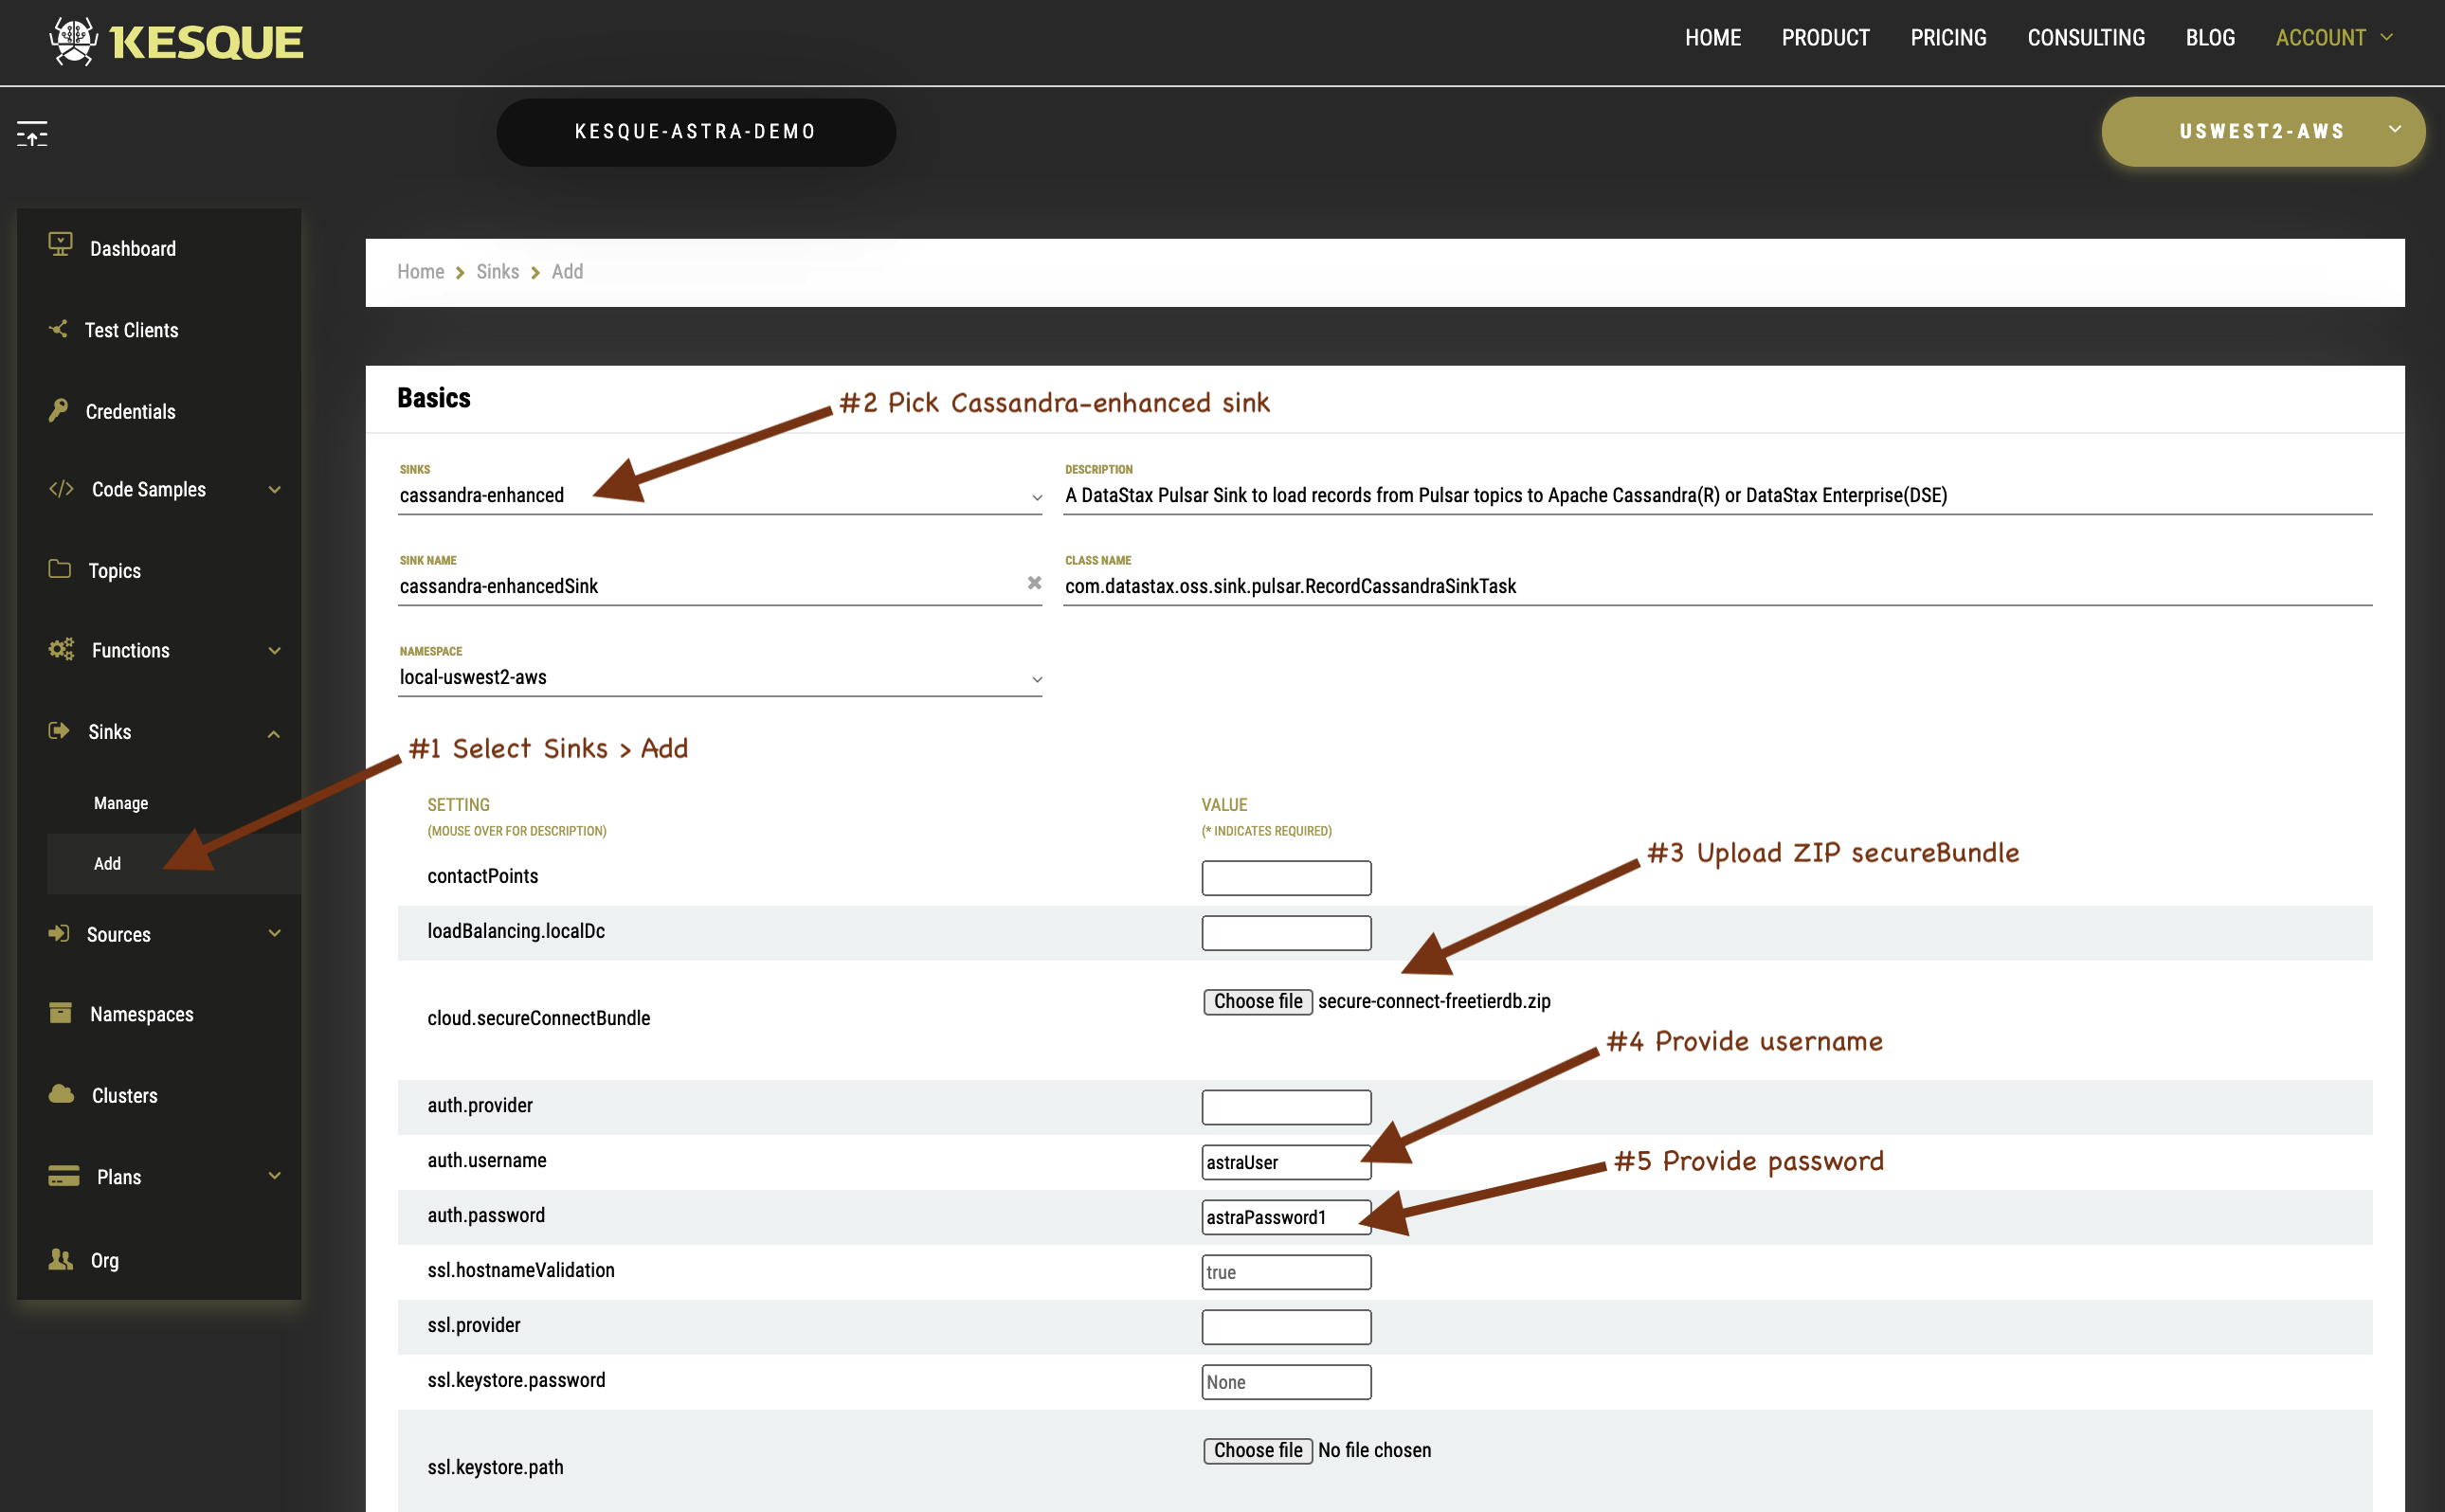 KESQUE
HOME PRODUCT PRICING CONSULTING BLOG ACCOUNT
KESQUE-ASTRA-DEMO
USWEST2-AWS
Dashboard
Test Clients
Credentials
Code Samples
Topics
Functions
Sinks
Manage
Add
Sources
Namespaces
Clusters
Plans
Org
Home > Sinks > Add
Basics
#2 Pick Cassandra-enhanced sink
SINKS
cassandra-enhanced
DESCRIPTION
A DataStax Pulsar Sink to load records from Pulsar topics to Apache Cassandra(R) or DataStax Enterprise(DSE)
SINK NAME
cassandra-enhancedSink
CLASS NAME
com.datastax.oss.sink.pulsar.RecordCassandraSinkTask
NAMESPACE
local-uswest2-aws
#1 Select Sinks > Add
SETTING
(MOUSE OVER FOR DESCRIPTION)
VALUE
(* INDICATES REQUIRED)
#3 Upload ZIP secureBundle
contactPoints
loadBalancing.localDc
cloud.secureConnectBundle
Choose file secure-connect-freetierdb.zip
#4 Provide username
auth.provider
auth.username
astraUser
#5 Provide password
auth.password
astraPassword1
ssl.hostnameValidation
true
ssl.provider
ssl.keystore.password
None
ssl.keystore.path
Choose file No file chosen